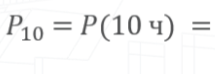 P₁₀ = P(10 ч) =